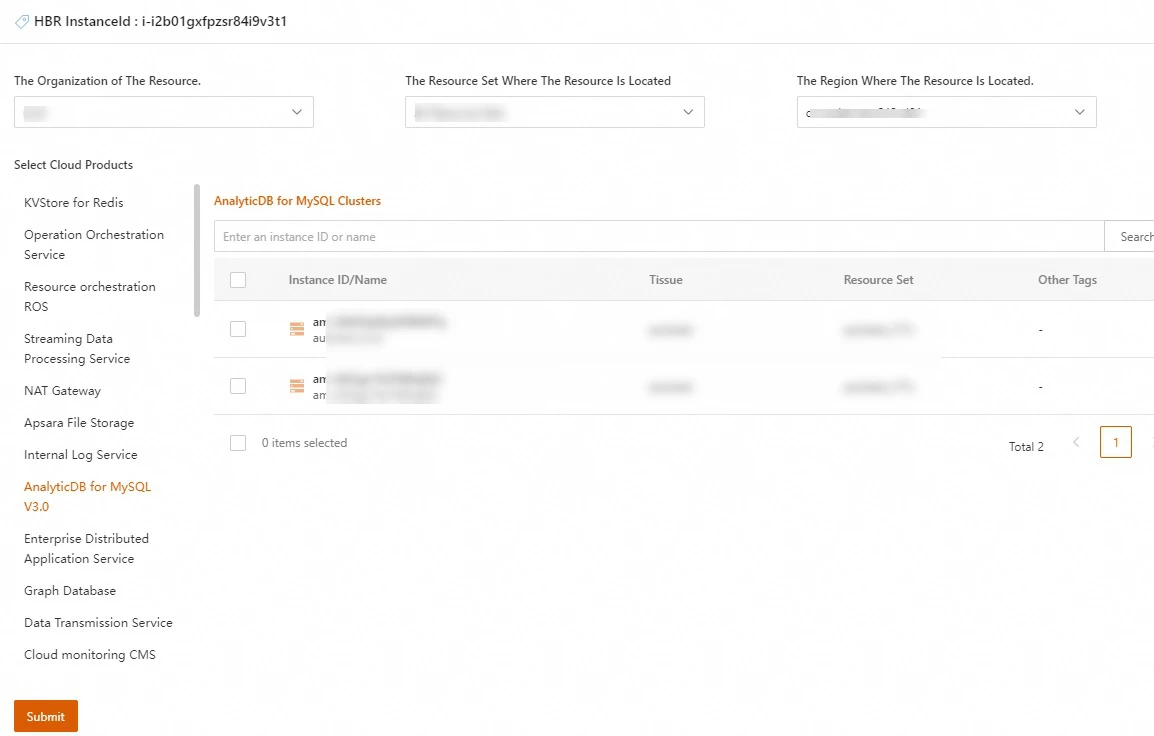 HBR InstanceId : i-i2b01gxfpzsr84i9v3t1
The Organization of The Resource.
The Resource Set Where The Resource Is Located
The Region Where The Resource Is Located.
Select Cloud Products
KVStore for Redis
Operation Orchestration
Service
Resource orchestration
ROS
Streaming Data
Processing Service
NAT Gateway
Apsara File Storage
Internal Log Service
AnalyticDB for MySQL
V3.0
Enterprise Distributed
Application Service
Graph Database
Data Transmission Service
Cloud monitoring CMS
AnalyticDB for MySQL Clusters
Enter an instance ID or name
Search
Instance ID/Name Tissue Resource Set Other Tags
-
-
0 items selected
Total 2
1
Submit